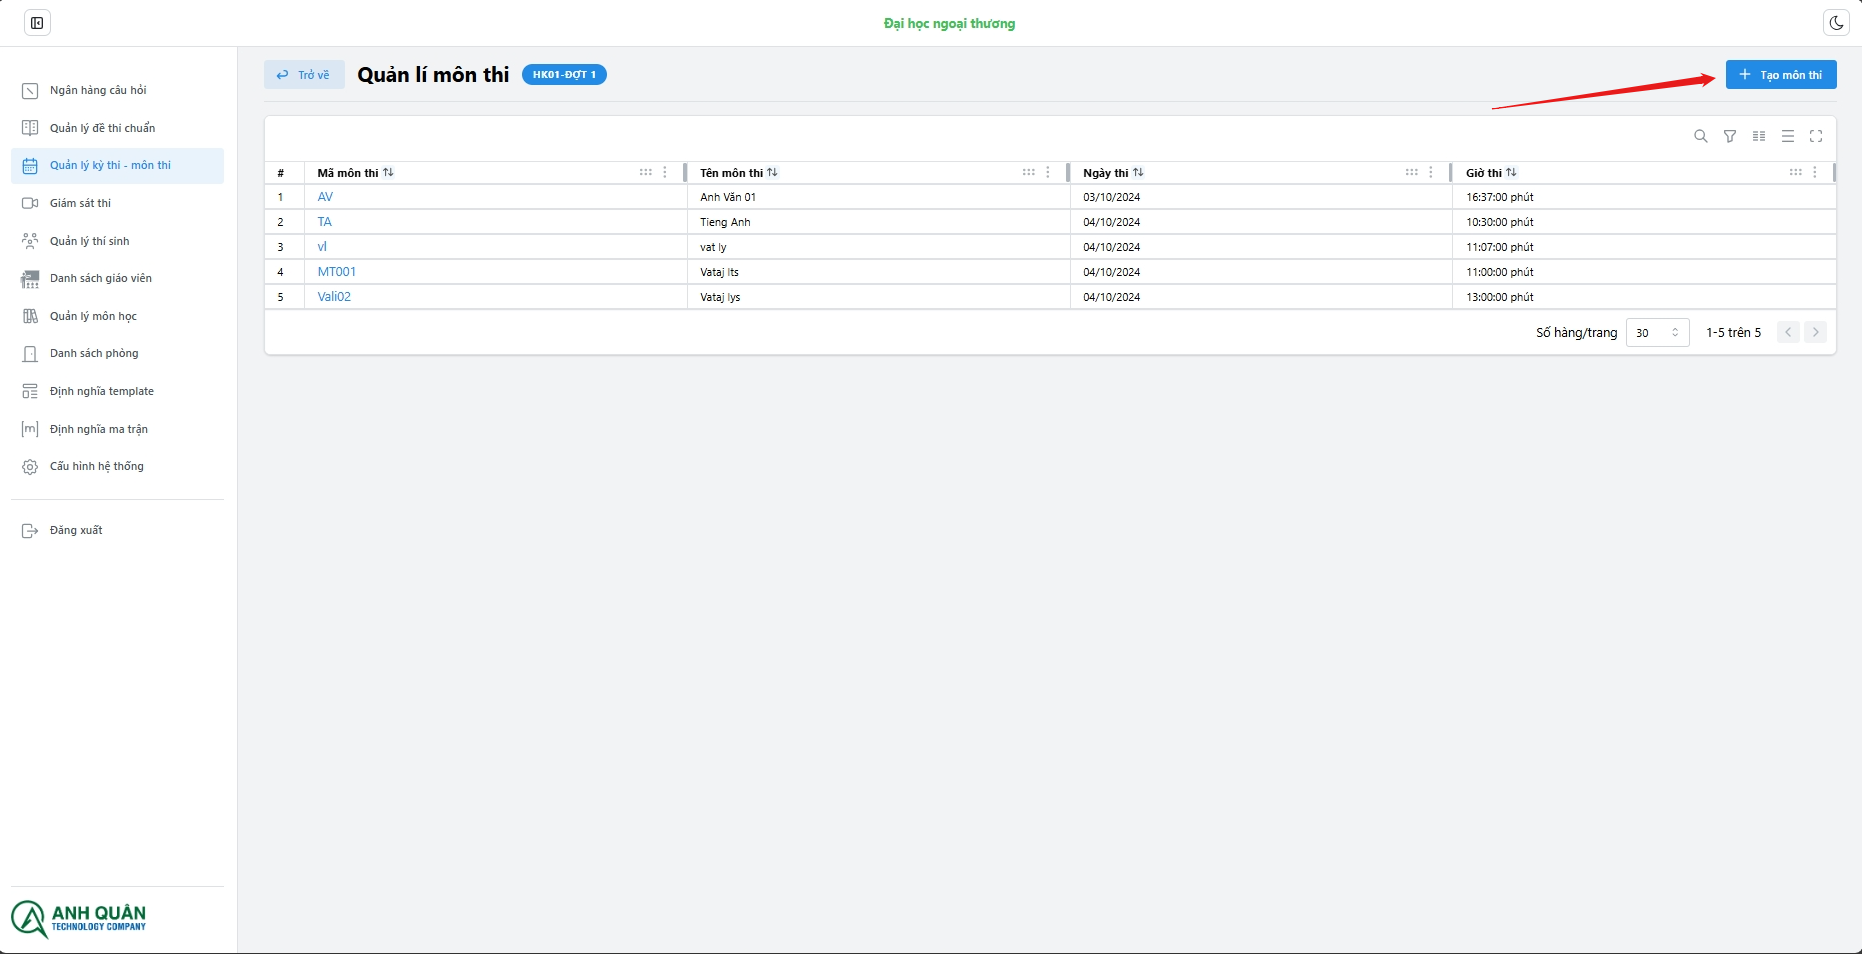 Đại học ngoại thương
Trở về
Quản lí môn thi
HK01-ĐỢT 1
+ Tạo môn thi
Ngân hàng câu hỏi
Quản lý đề thi chuẩn
Quản lý kỳ thi - môn thi
Giám sát thi
Quản lý thí sinh
Danh sách giáo viên
Quản lý môn học
Danh sách phòng
Định nghĩa template
[m] Định nghĩa ma trận
Cấu hình hệ thống
Đăng xuất
# Mã môn thi Tên môn thi Ngày thi Giờ thi
1 AV Anh Văn 01 03/10/2024 16:37:00 phút
2 TA Tieng Anh 04/10/2024 10:30:00 phút
3 vl vat ly 04/10/2024 11:07:00 phút
4 MT001 Vataj lts 04/10/2024 11:00:00 phút
5 Vali02 Vataj lys 04/10/2024 13:00:00 phút
Số hàng/trang 30 1-5 trên 5
ANH QUÂN
TECHNOLOGY COMPANY